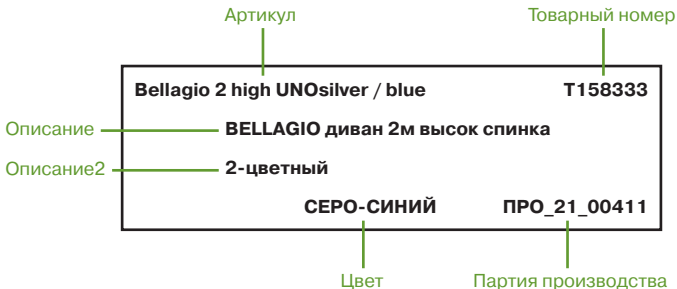 Артикул Товарный номер
Bellagio 2 high UNOsilver / blue T158333
Описание BELLAGIO диван 2м высок спинка
Описание2 2-цветный
СЕРО-СИНИЙ ПРО_21_00411
Цвет Партия производства